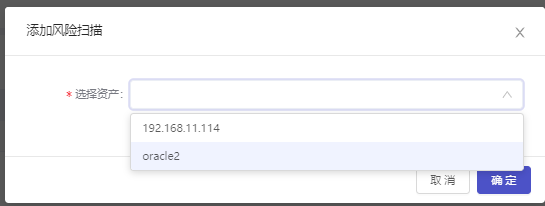 添加风险扫描
* 选择资产:
192.168.11.114
oracle2
取 消
确 定